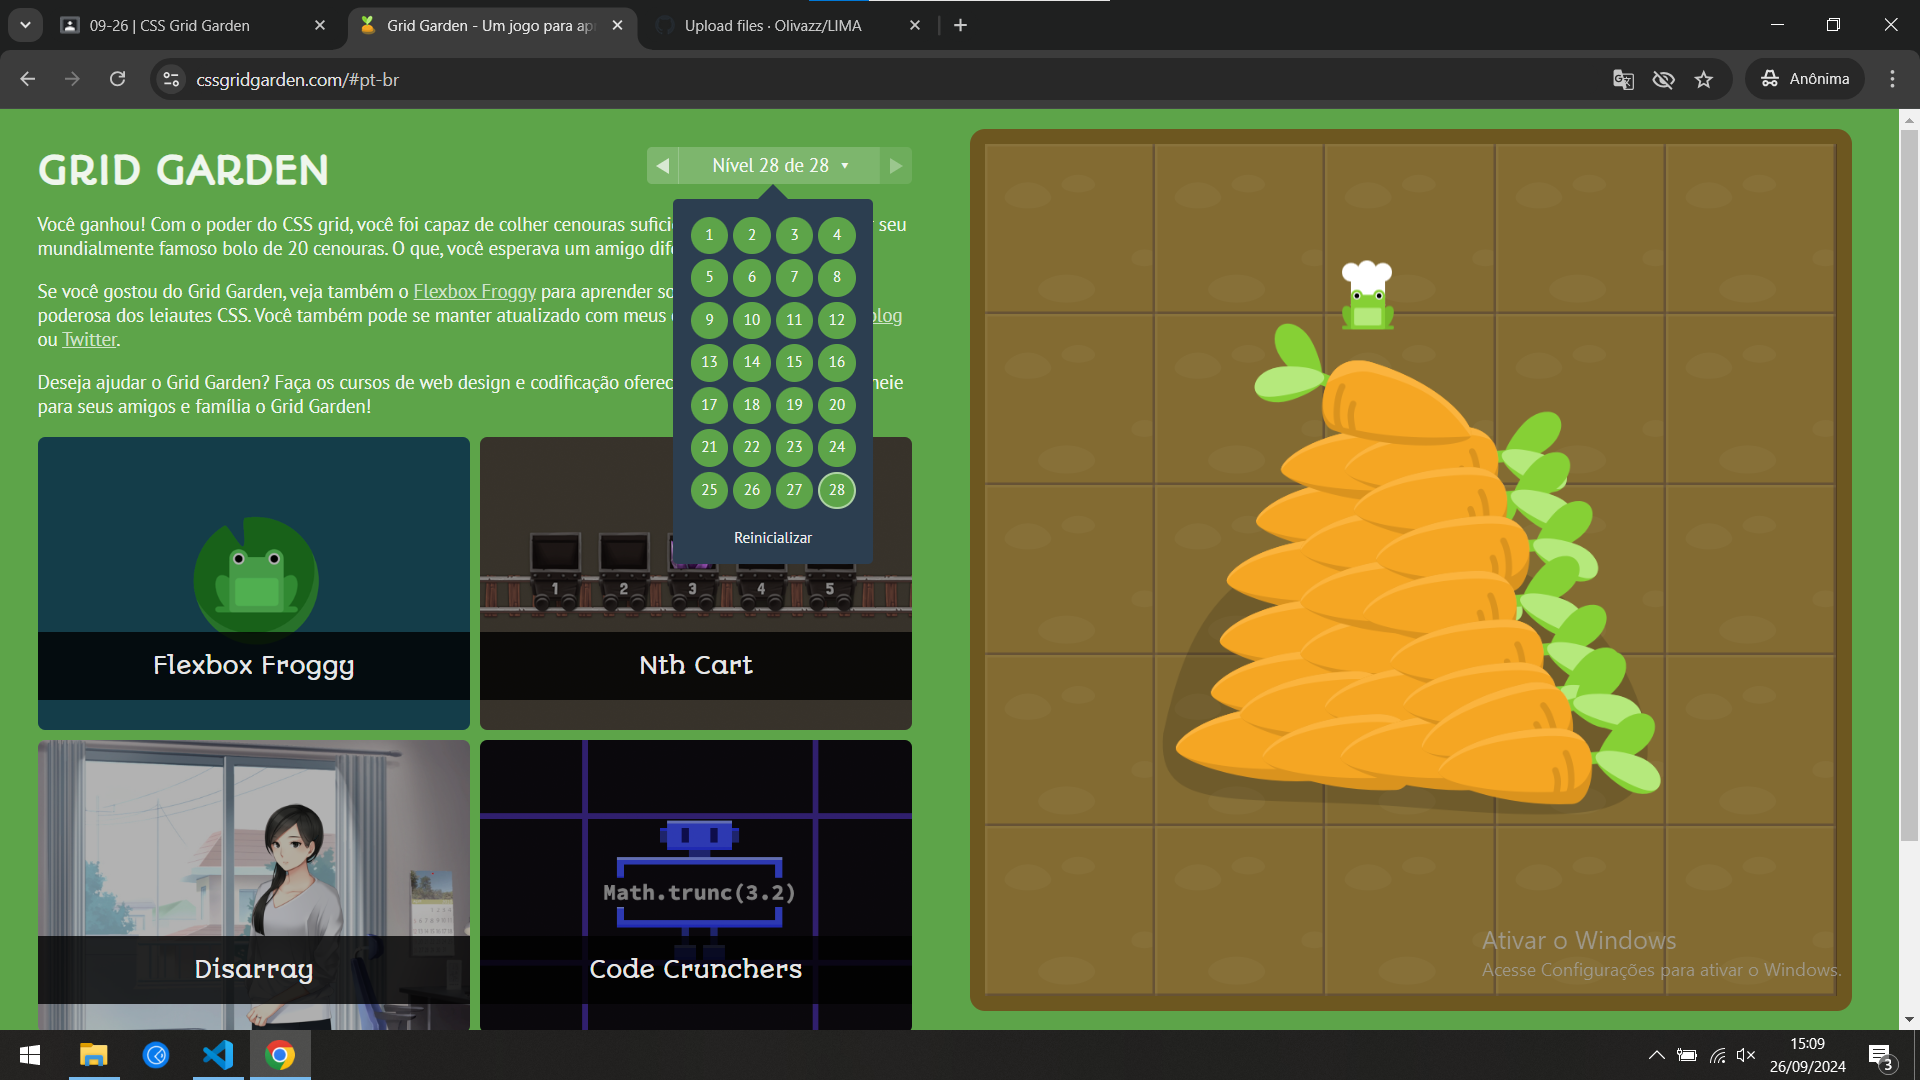 09-26 | CSS Grid Garden
Grid Garden - Um jogo para apr
Upload files · Olivazz/LIMA
cssgridgarden.com/#pt-br
Anônima
GRID GARDEN
Nível 28 de 28
Você ganhou! Com o poder do CSS grid, você foi capaz de colher cenouras sufici
seu
mundialmente famoso bolo de 20 cenouras. O que, você esperava um amigo dif
Se você gostou do Grid Garden, veja também o Flexbox Froggy para aprender so
poderosa dos leiautes CSS. Você também pode se manter atualizado com meus
blog
ou Twitter.
Deseja ajudar o Grid Garden? Faça os cursos de web design e codificação oferec
para seus amigos e família o Grid Garden!
1 2 3 4
5 6 7 8
9 10 11 12
13 14 15 16
17 18 19 20
21 22 23 24
25 26 27 28
Reinicializar
1 2 3 4 5
Flexbox Froggy
Nth Cart
Math.trunc(3.2)
Disarray
Code Crunchers
Ativar o Windows
Acesse Configurações para ativar o Windows.
15:09
26/09/2024
3